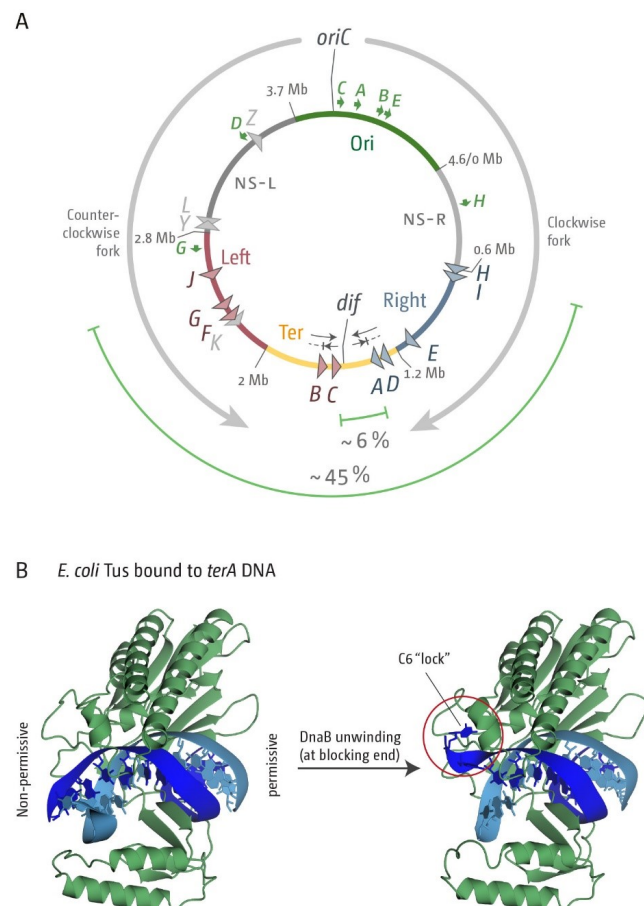 A
oriC
3.7 Mb
C
A
B
E
D
Z
Ori
4.6/0 Mb
NS-L
H
NS-R
L
Y
Counter-
clockwise
fork
2.8 Mb
G
Left
Clockwise
fork
0.6 Mb
H
I
J
dif
Right
G
F
K
Ter
E
1.2 Mb
2 Mb
B
C
A
D
~6 %
~45 %
B
E. coli Tus bound to terA DNA
C6 “lock”
Non-permissive
permissive
DnaB unwinding
(at blocking end)